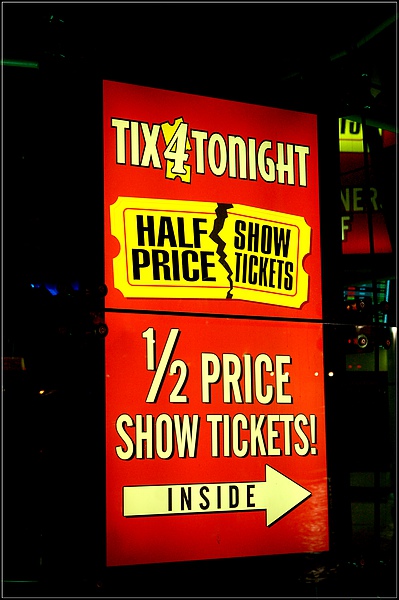 TIX4TONIGHT
HALF PRICE
SHOW TICKETS
1/2 PRICE
SHOW TICKETS!
INSIDE